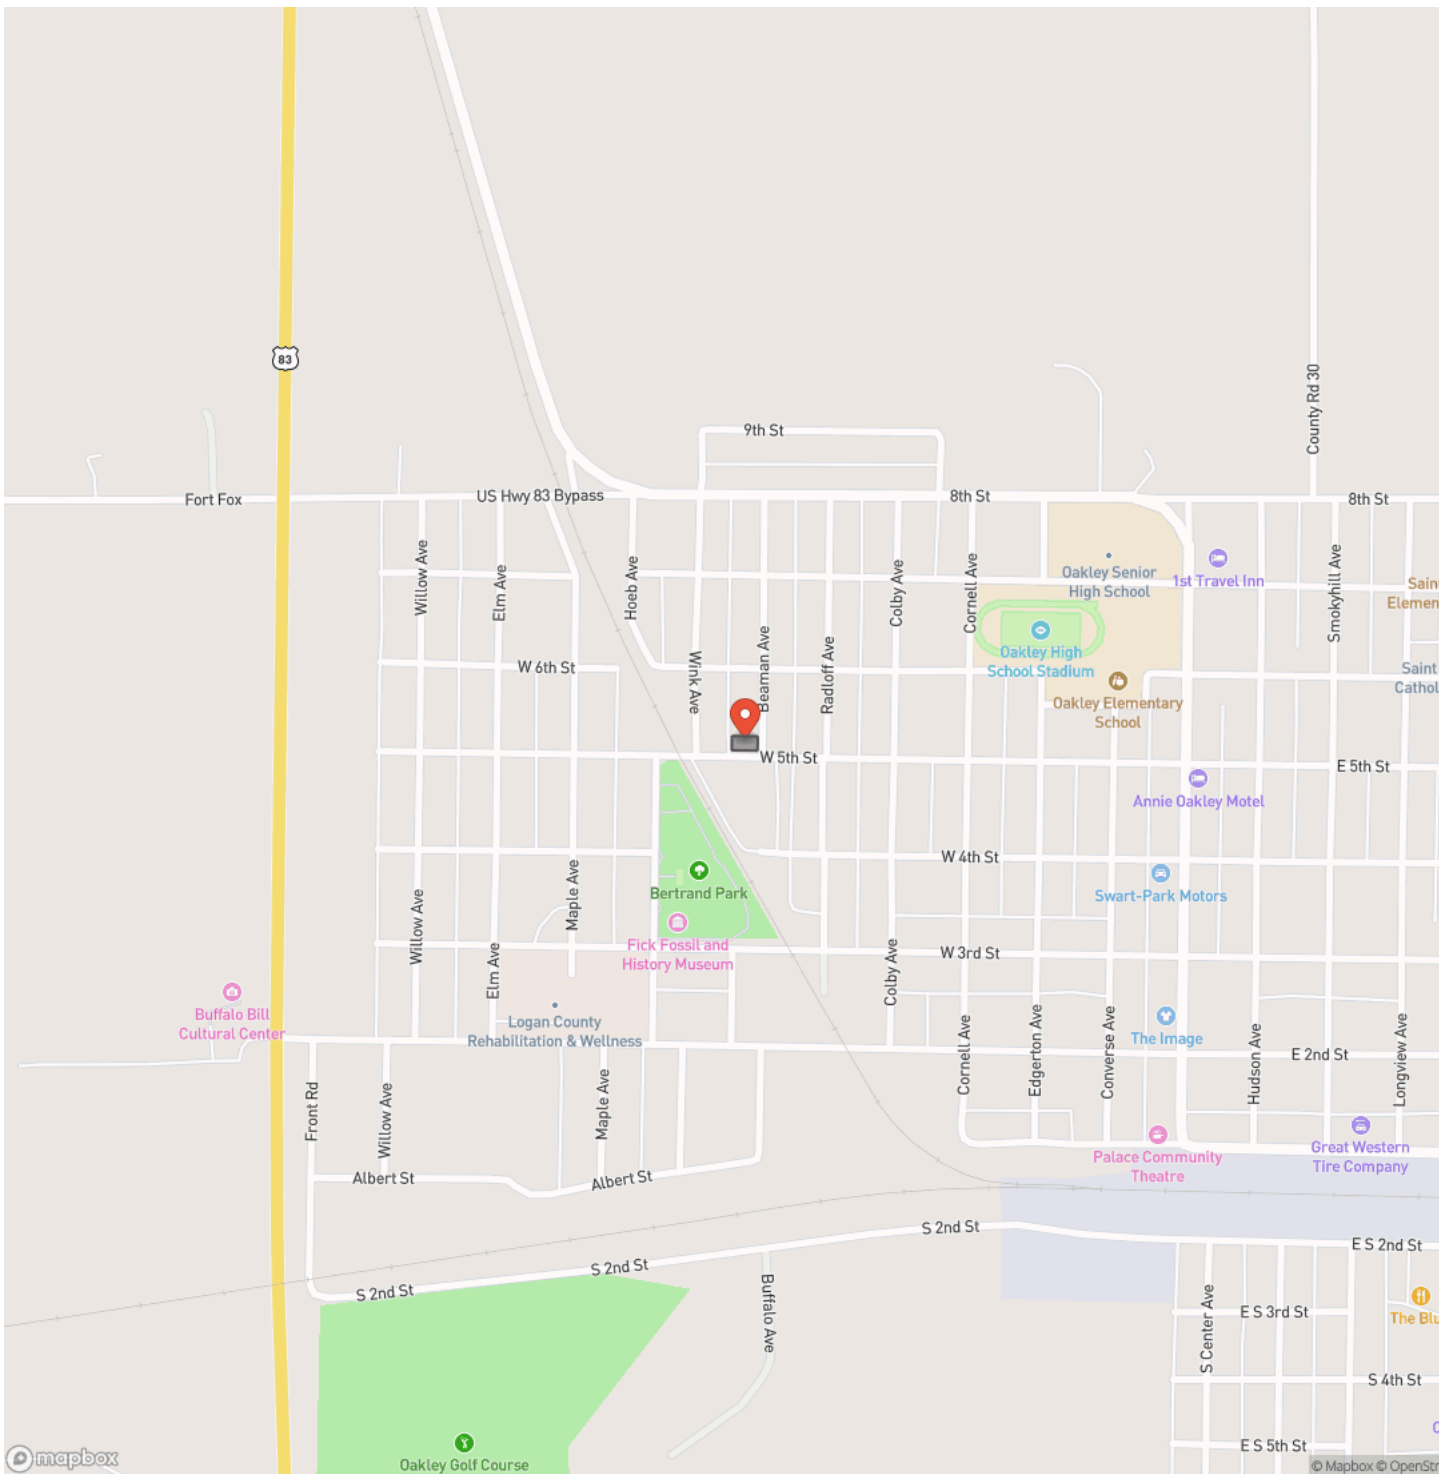 83
County Rd 30
9th St
Fort Fox
US Hwy 83 Bypass
8th St
8th St
Willow Ave
Elm Ave
Hoeb Ave
Colby Ave
Cornell Ave
Oakley Senior
High School
1st Travel Inn
Smokyhill Ave
Oakley High
School Stadium
W 6th St
Wink Ave
Beaman Ave
Radloff Ave
Oakley Elementary
School
W 5th St
E 5th St
Annie Oakley Motel
W 4th St
Swart-Park Motors
Bertrand Park
Maple Ave
Willow Ave
Elm Ave
Fick Fossil and
History Museum
W 3rd St
Colby Ave
Buffalo Bill
Cultural Center
Logan County
Rehabilitation & Wellness
The Image
E 2nd St
Front Rd
Willow Ave
Maple Ave
Cornell Ave
Edgerton Ave
Converse Ave
Hudson Ave
Longview Ave
Palace Community
Theatre
Great Western
Tire Company
Albert St
Albert St
S 2nd St
S 2nd St
S 2nd St
E S 2nd St
Buffalo Ave
S Center Ave
E S 3rd St
The Blu
S 4th St
E S 5th St
Oakley Golf Course
mapbox
© Mapbox © OpenStr